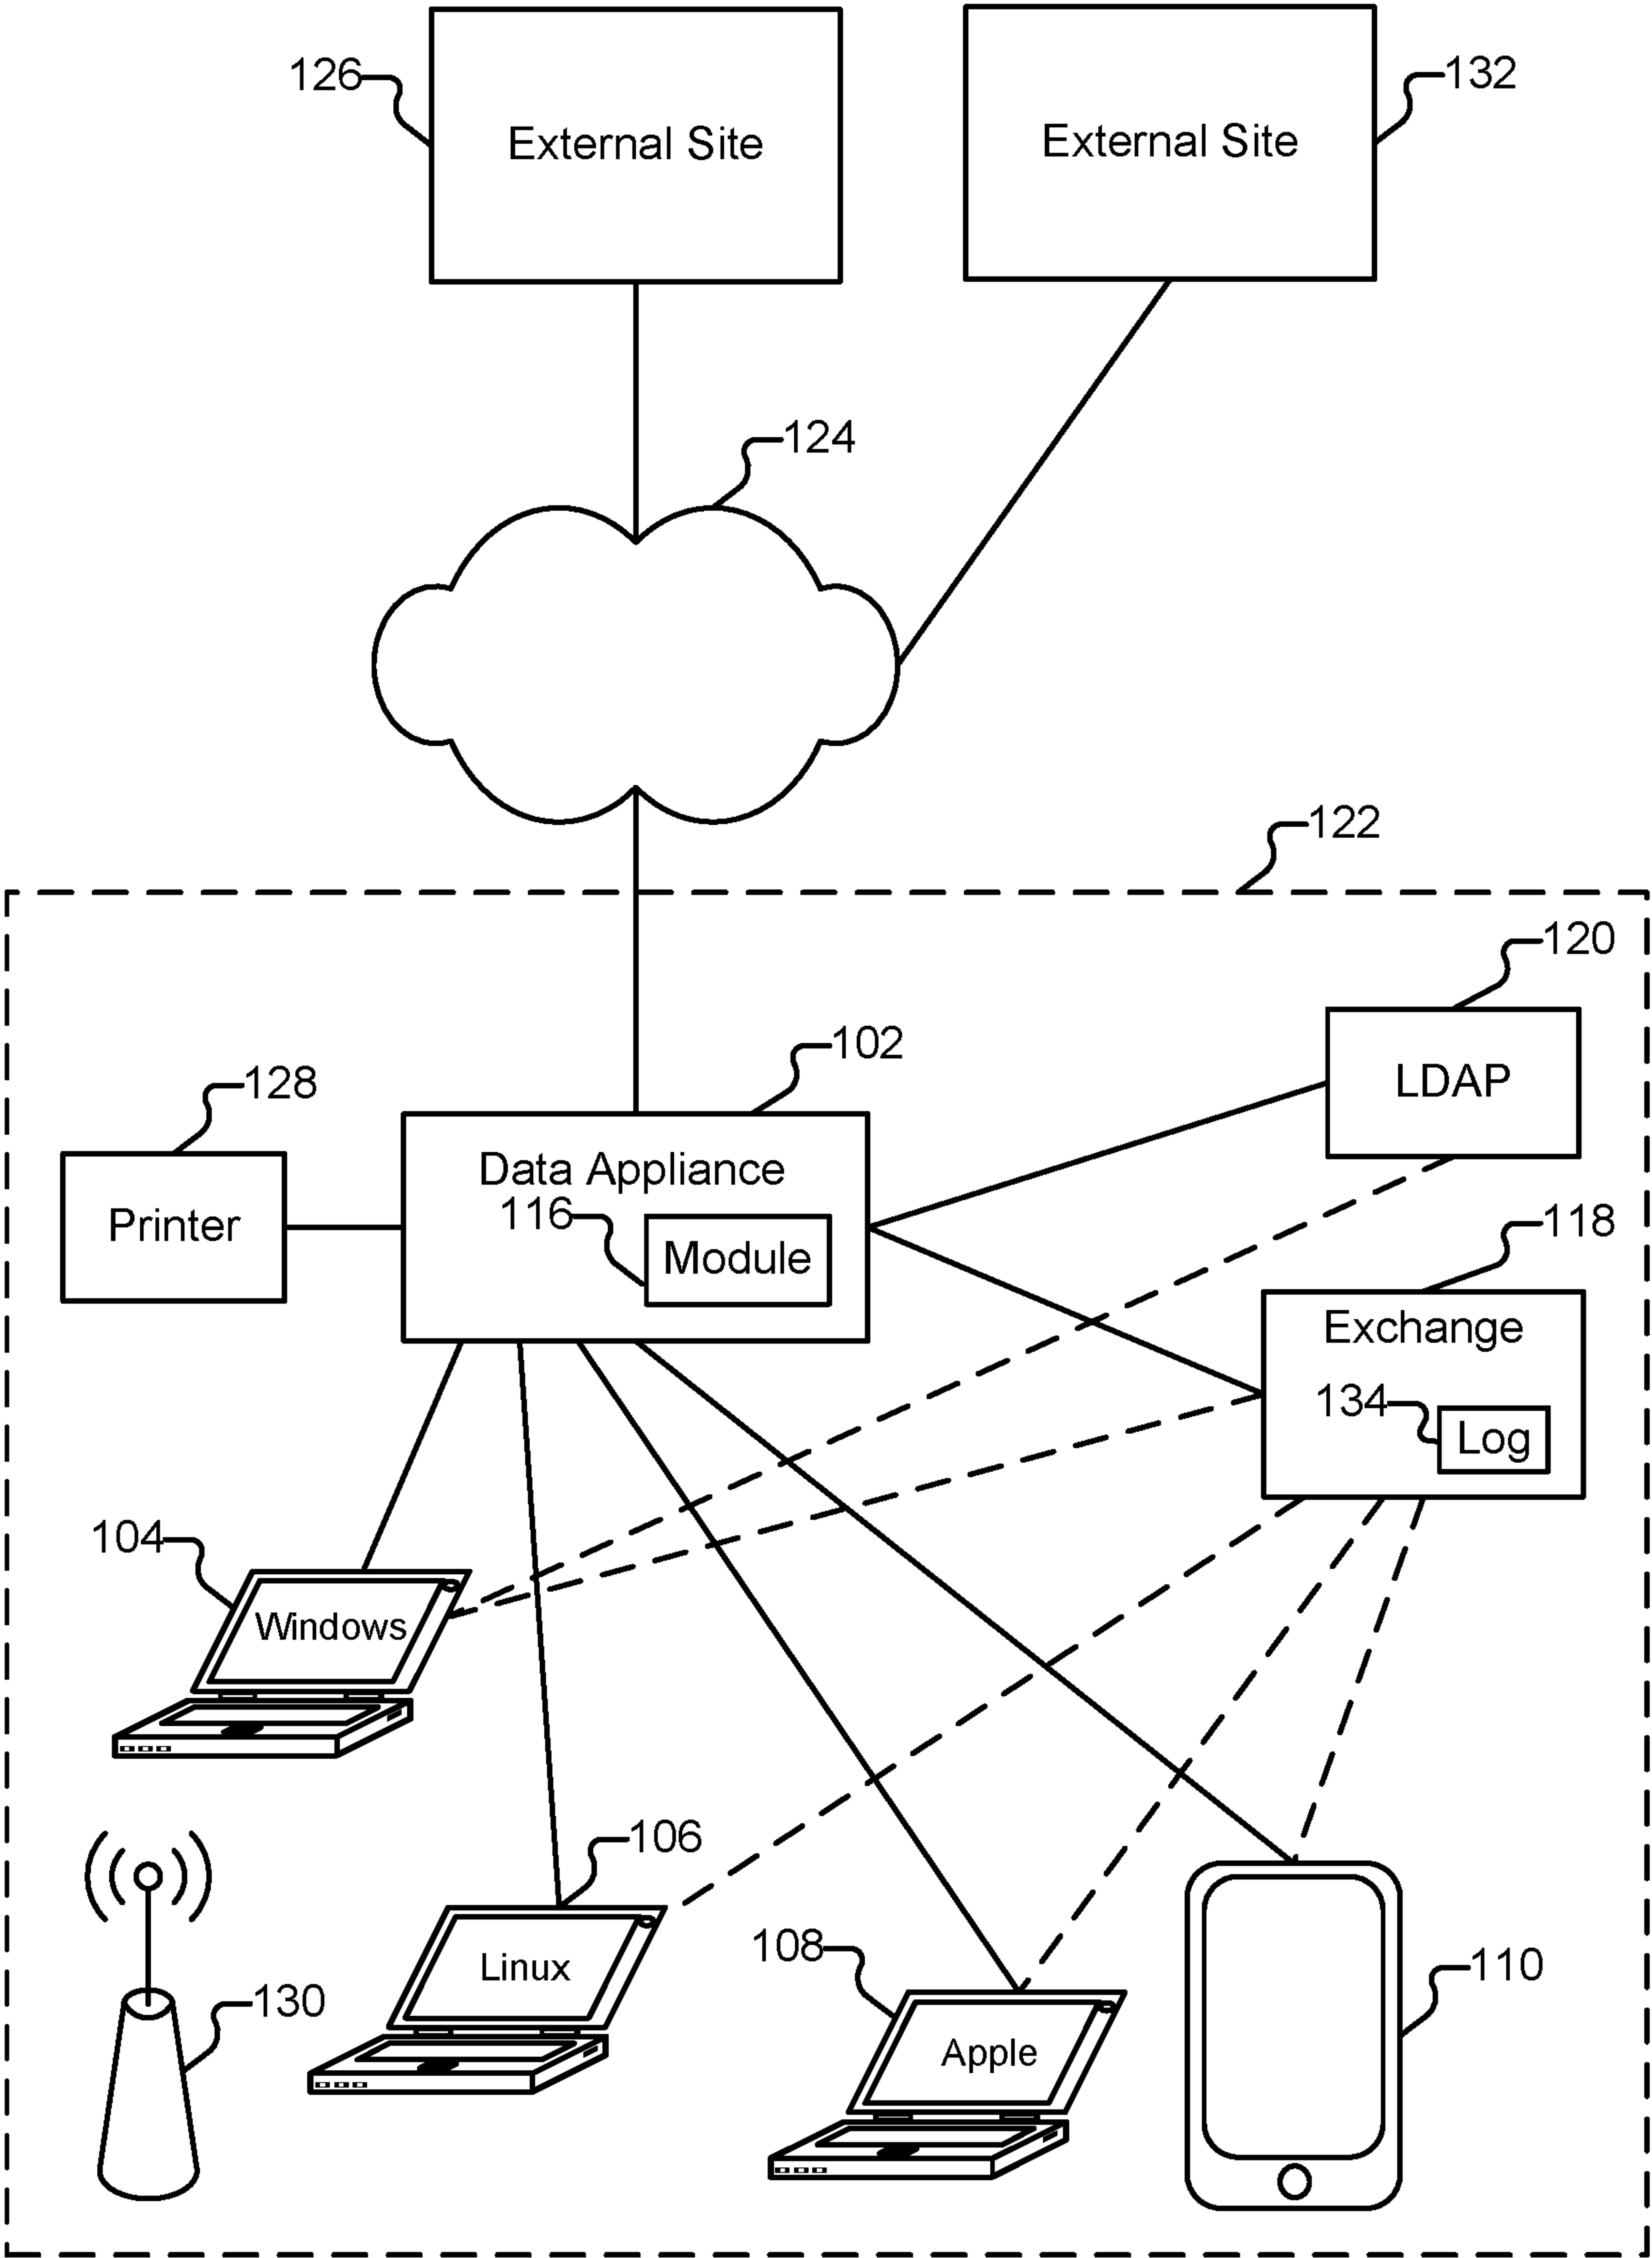 126
External Site
132
External Site
124
122
120
LDAP
102
128
Printer
Data Appliance
116
Module
118
Exchange
134
Log
104
Windows
106
Linux
130
108
Apple
110